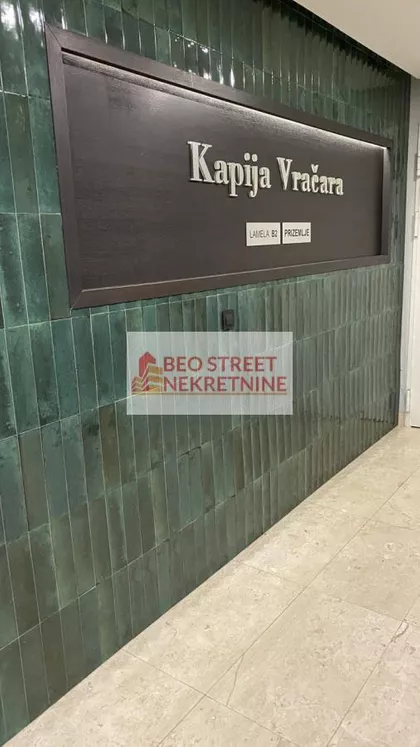 Kapija Vračara
LAMELA B2 PRIZEMLJE
BEO STREET
NEKRETNINE